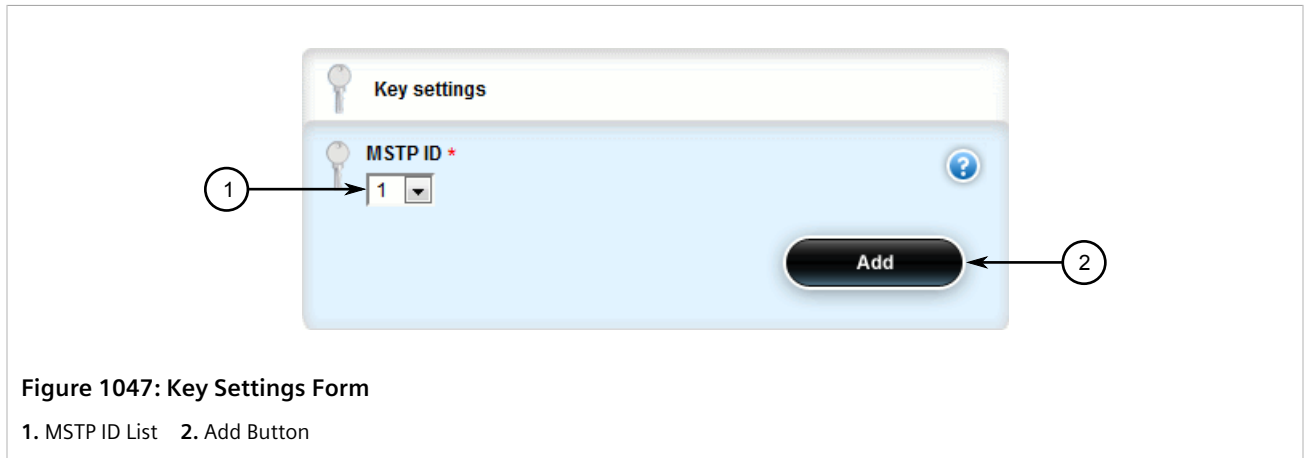 Key settings
MSTP ID *
1
1
?
Add
2
Figure 1047: Key Settings Form
1. MSTP ID List 2. Add Button